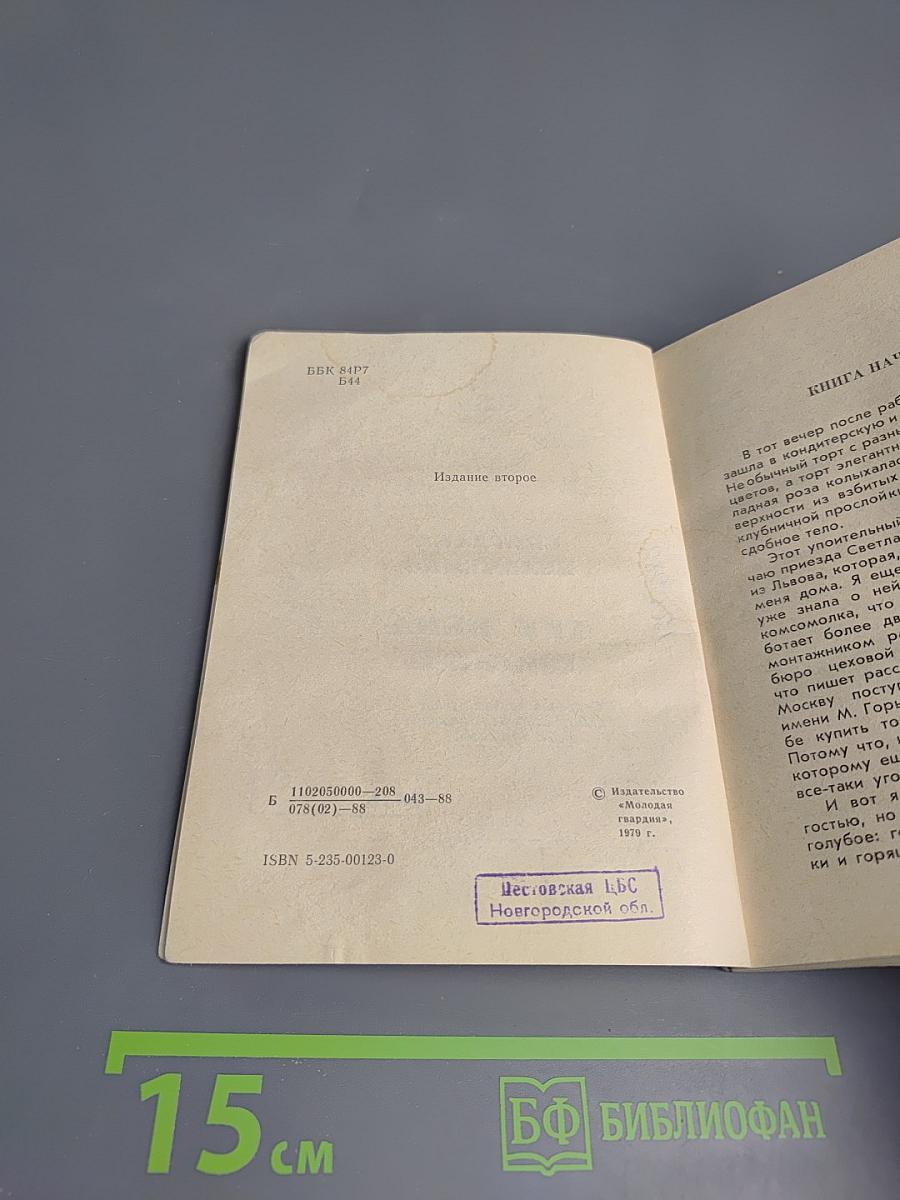 ББК 84Р7
Б44
Издание второе
Б 1102050000—208 043—88
078(02)—88
© Издательство
«Молодая
гвардия»,
1979 г.
ISBN 5-235-00123-0
Пестовская ЦБС
Новгородской обл.
КНИГА НАЧ
В тот вечер после раб
зашла в кондитерскую и
Необычный торт с разн
цветов, а торт элегантн
ладная роза колыхалас
верхности из взбитых
клубничной прослойк
сдобное тело.
Этот упоительный
чаю приезда Светла
из Львова, которая,
меня дома. Я еще
уже знала о ней
комсомолка, что
ботает более дв
монтажником р
бюро цеховой
что пишет расс
Москву посту
имени М. Горь
бе купить то
Потому что,
которому ещ
все-таки уго
И вот я
гостью, но
голубое: г
ки и горя
15 см
БФ БИБЛИОФАН